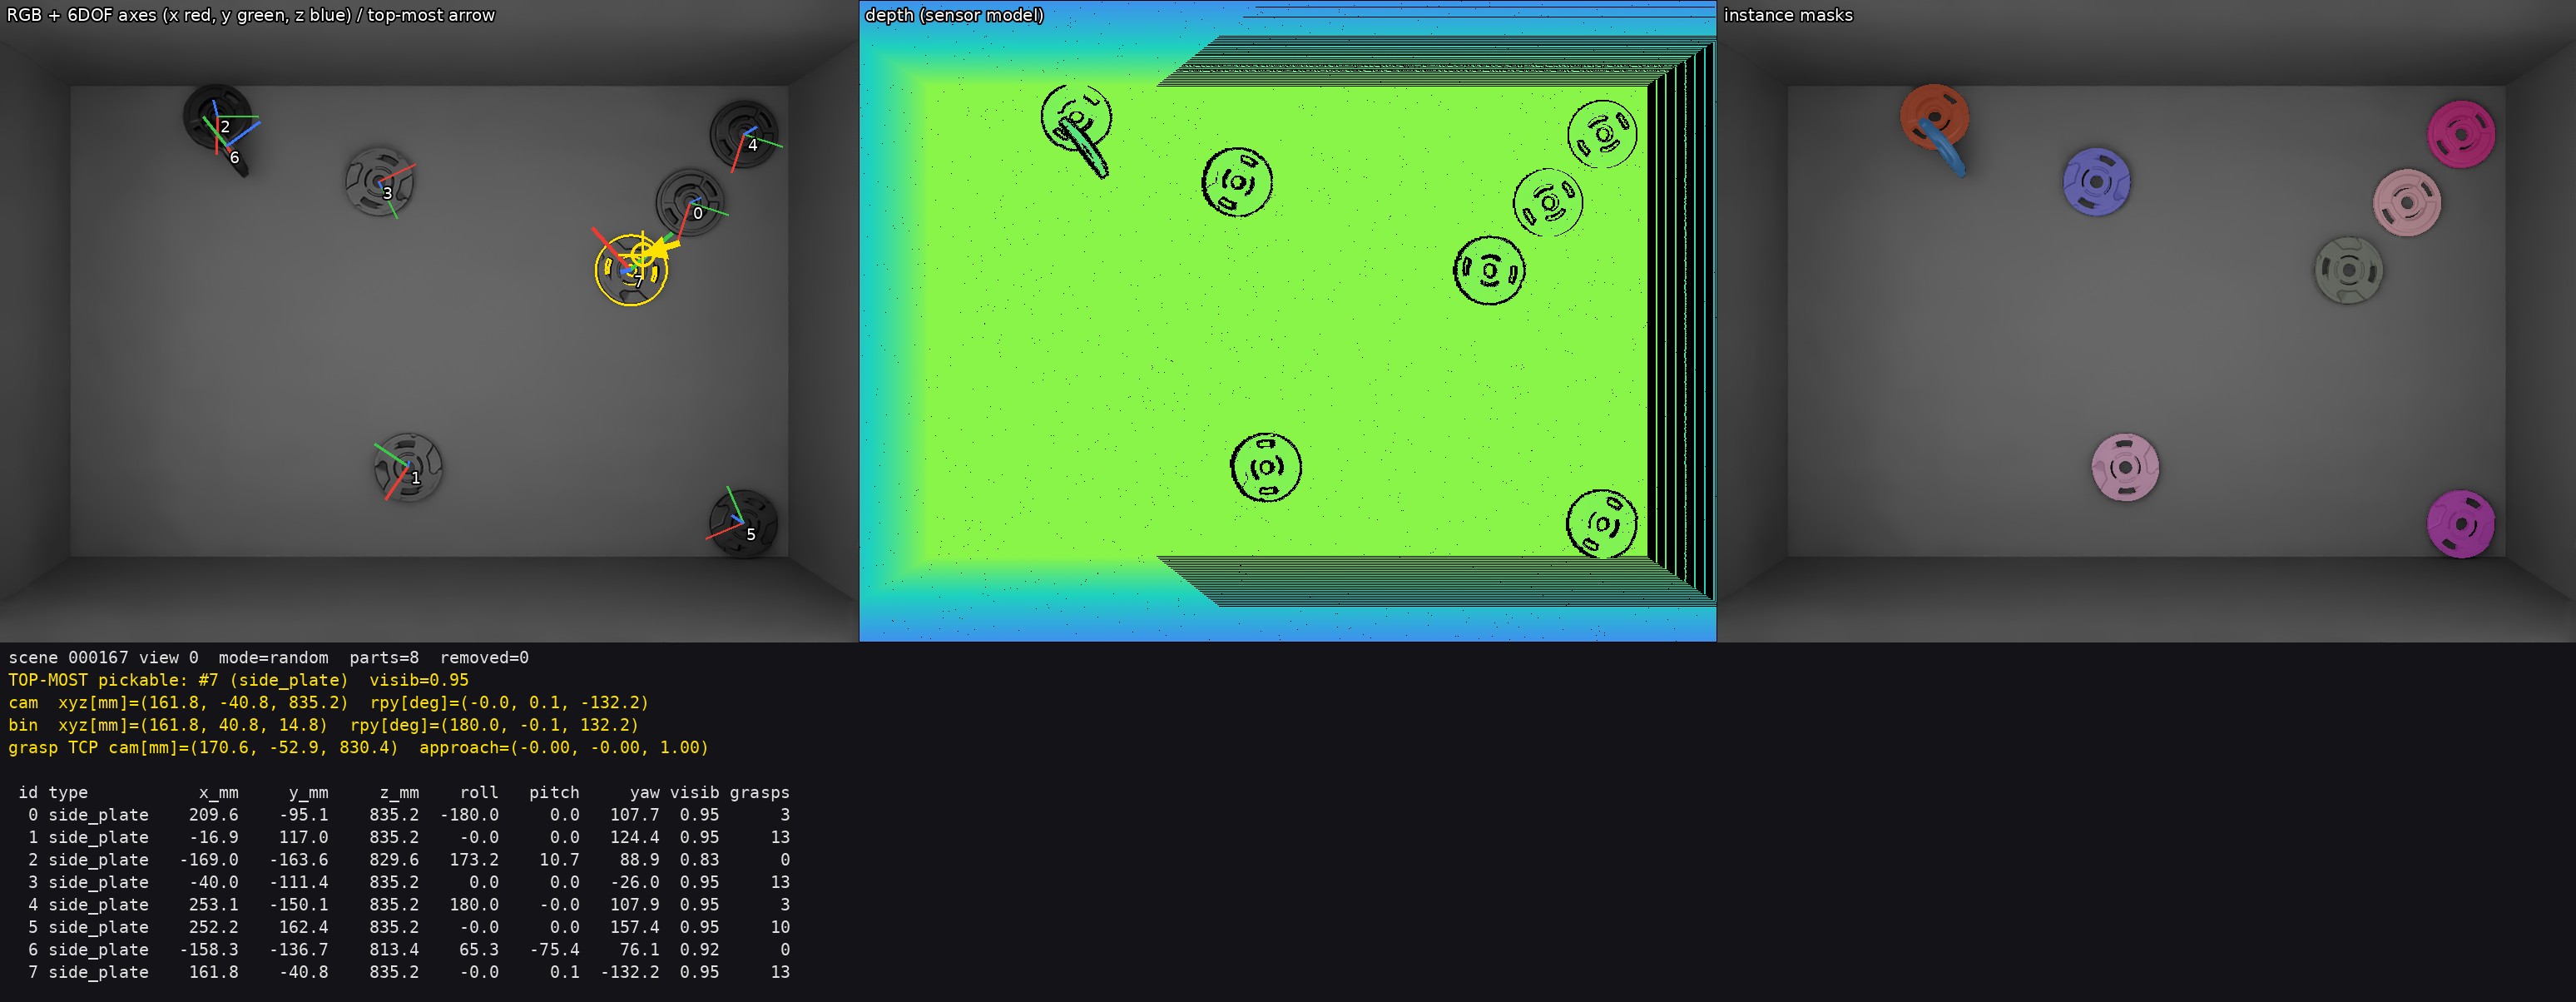 RGB + 6DOF axes (x red, y green, z blue) / top-most arrow
depth (sensor model)
instance masks
2
6
3
4
0
7
1
5
scene 000167 view 0  mode=random  parts=8  removed=0
TOP-MOST pickable: #7 (side_plate)  visib=0.95
cam  xyz[mm]=(161.8, -40.8, 835.2)  rpy[deg]=(-0.0, 0.1, -132.2)
bin  xyz[mm]=(161.8, 40.8, 14.8)  rpy[deg]=(180.0, -0.1, 132.2)
grasp TCP cam[mm]=(170.6, -52.9, 830.4)  approach=(-0.00, -0.00, 1.00)
id type x_mm y_mm z_mm roll pitch yaw visib grasps
0 side_plate 209.6 -95.1 835.2 -180.0 0.0 107.7 0.95 3
1 side_plate -16.9 117.0 835.2 -0.0 0.0 124.4 0.95 13
2 side_plate -169.0 -163.6 829.6 173.2 10.7 88.9 0.83 0
3 side_plate -40.0 -111.4 835.2 0.0 0.0 -26.0 0.95 13
4 side_plate 253.1 -150.1 835.2 180.0 -0.0 107.9 0.95 3
5 side_plate 252.2 162.4 835.2 -0.0 0.0 157.4 0.95 10
6 side_plate -158.3 -136.7 813.4 65.3 -75.4 76.1 0.92 0
7 side_plate 161.8 -40.8 835.2 -0.0 0.1 -132.2 0.95 13